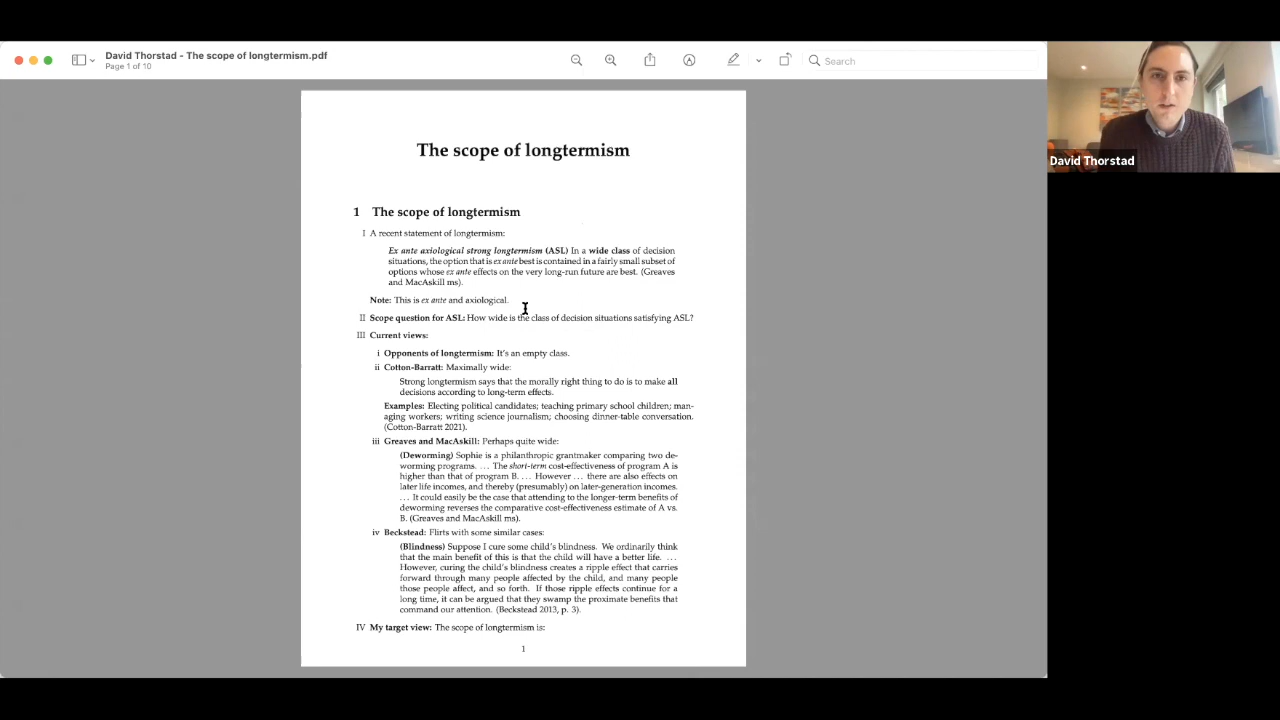 David Thorstad - The scope of longtermism.pdf
Page 1 of 10
Search
David Thorstad
The scope of longtermism
1 The scope of longtermism
I A recent statement of longtermism:
Ex ante axiological strong longtermism (ASL) In a wide class of decision
situations, the option that is ex ante best is contained in a fairly small subset of
options whose ex ante effects on the very long-run future are best. (Greaves
and MacAskill ms).
Note: This is ex ante and axiological.
II Scope question for ASL: How wide is the class of decision situations satisfying ASL?
III Current views:
i Opponents of longtermism: It's an empty class.
ii Cotton-Barratt: Maximally wide:
Strong longtermism says that the morally right thing to do is to make all
decisions according to long-term effects.
Examples: Electing political candidates; teaching primary school children; man-
aging workers; writing science journalism; choosing dinner-table conversation.
(Cotton-Barratt 2021).
iii Greaves and MacAskill: Perhaps quite wide:
(Deworming) Sophie is a philanthropic grantmaker comparing two de-
worming programs. ... The short-term cost-effectiveness of program A is
higher than that of program B. ... However ... there are also effects on
later life incomes, and thereby (presumably) on later-generation incomes.
... It could easily be the case that attending to the longer-term benefits of
deworming reverses the comparative cost-effectiveness estimate of A vs.
B. (Greaves and MacAskill ms).
iv Beckstead: Flirts with some similar cases:
(Blindness) Suppose I cure some child's blindness. We ordinarily think
that the main benefit of this is that the child will have a better life. ...
However, curing the child's blindness creates a ripple effect that carries
forward through many people affected by the child, and many people
those people affect, and so forth. If those ripple effects continue for a
long time, it can be argued that they swamp the proximate benefits that
command our attention. (Beckstead 2013, p. 3).
IV My target view: The scope of longtermism is:
1